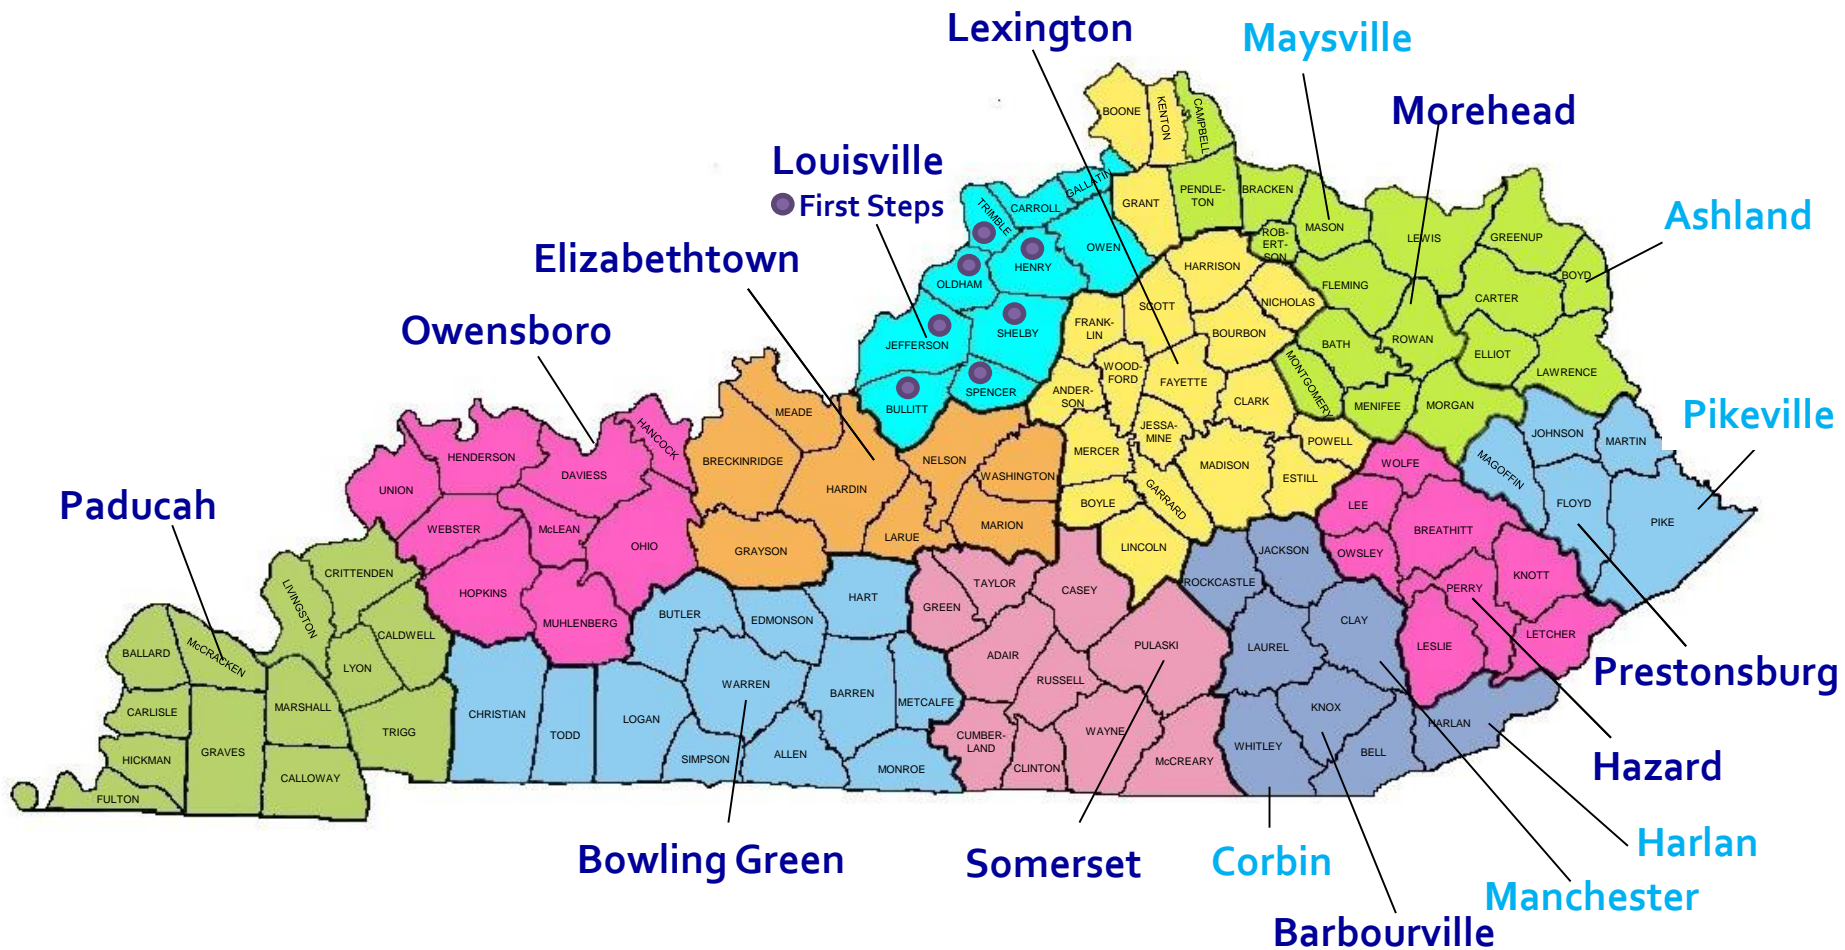 Lexington
Maysville
Morehead
Louisville
First Steps
Ashland
Elizabethtown
Owensboro
Pikeville
Paducah
Prestonsburg
Hazard
Harlan
Manchester
Barbourville
Corbin
Somerset
Bowling Green
BOONE
KENTON
CAMPBELL
GALLATIN
CARROLL
TRIMBLE
GRANT
PENDLE-
TON
BRACKEN
ROB-
ERT-
SON
MASON
LEWIS
GREENUP
BOYD
OWEN
HENRY
OLDHAM
HARRISON
FLEMING
CARTER
NICHOLAS
SCOTT
FRANK-
LIN
SHELBY
JEFFERSON
BOURBON
BATH
ROWAN
ELLIOT
LAWRENCE
WOOD-
FORD
FAYETTE
MONTGOMERY
MENIFEE
MORGAN
SPENCER
BULLITT
ANDER-
SON
CLARK
JESSA-
MINE
POWELL
JOHNSON
MARTIN
MEADE
HANCOCK
HENDERSON
DAVIESS
BRECKINRIDGE
NELSON
WASHINGTON
MERCER
MADISON
ESTILL
WOLFE
MAGOFFIN
UNION
HARDIN
BOYLE
GARRARD
LEE
FLOYD
PIKE
WEBSTER
McLEAN
OHIO
GRAYSON
LARUE
MARION
LINCOLN
JACKSON
OWSLEY
BREATHITT
CRITTENDEN
LIVINGSTON
HOPKINS
MUHLENBERG
HART
TAYLOR
CASEY
GREEN
ROCKCASTLE
PERRY
KNOTT
BUTLER
EDMONSON
CALDWELL
CLAY
LESLIE
LETCHER
BALLARD
McCRACKEN
LYON
ADAIR
PULASKI
LAUREL
WARREN
BARREN
METCALFE
RUSSELL
CARLISLE
MARSHALL
CHRISTIAN
TODD
LOGAN
KNOX
HARLAN
TRIGG
HICKMAN
GRAVES
SIMPSON
ALLEN
MONROE
CUMBER-
LAND
WAYNE
CLINTON
McCREARY
WHITLEY
BELL
FULTON
CALLOWAY